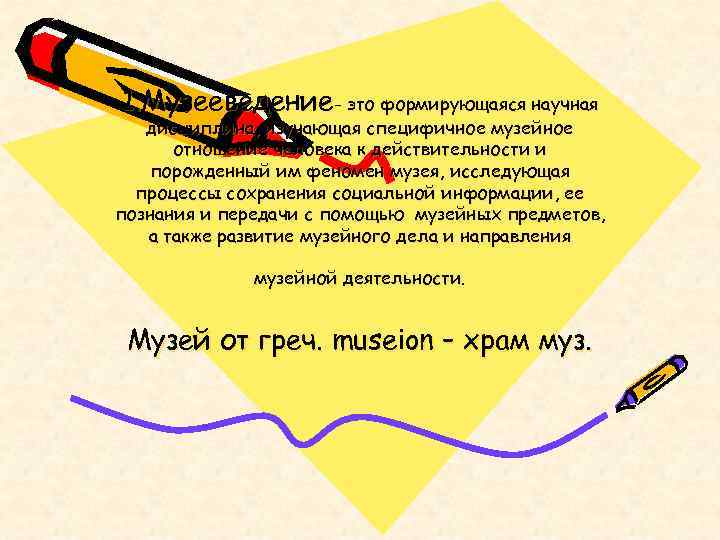 1.Музееведение- это формирующаяся научная
дисциплина, изучающая специфичное музейное
отношение человека к действительности и
порожденный им феномен музея, исследующая
процессы сохранения социальной информации, ее
познания и передачи с помощью музейных предметов,
а также развитие музейного дела и направления
музейной деятельности.
Музей от греч. museion – храм муз.